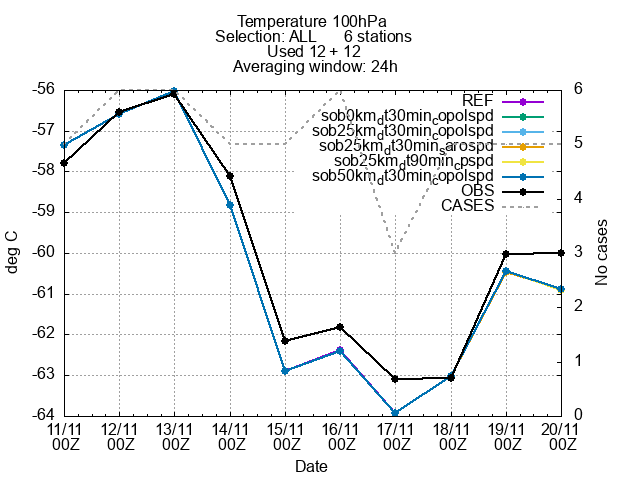 Temperature 100hPa
Selection: ALL 6 stations
Used 12 + 12
Averaging window: 24h
-56
-57
-58
-59
-60
-61
-62
-63
-64
deg C
6
5
4
3
2
1
0
No cases
REF
sob0km_dt30min_copolspd
sob25km_dt30min_copolspd
sob25km_dt30min_sarosro
sob25km_dt90min_cpspd
sob50km_dt30min_copolspd
OBS
CASES
11/11 12/11 13/11 14/11 15/11 16/11 17/11 18/11 19/11 20/11
00Z 00Z 00Z 00Z 00Z 00Z 00Z 00Z 00Z 00Z
Date